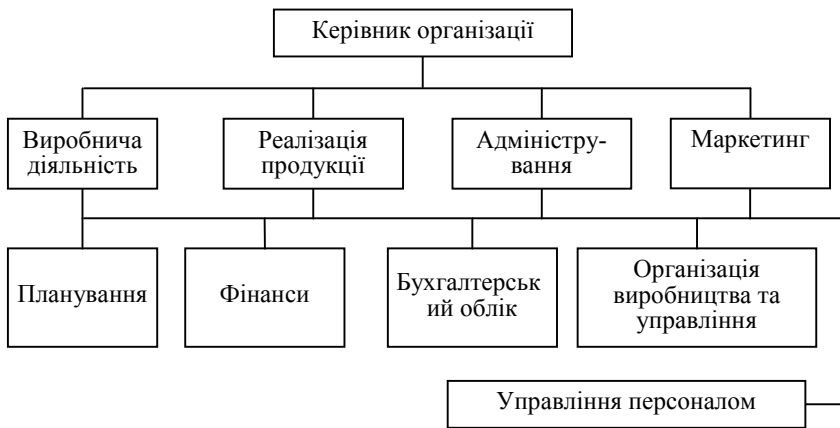 Керівник організації
Виробнича
діяльність
Реалізація
продукції
Адміністру-
вання
Маркетинг
Планування
Фінанси
Бухгалтерськ
ий облік
Організація
виробництва та
управління
Управління персоналом